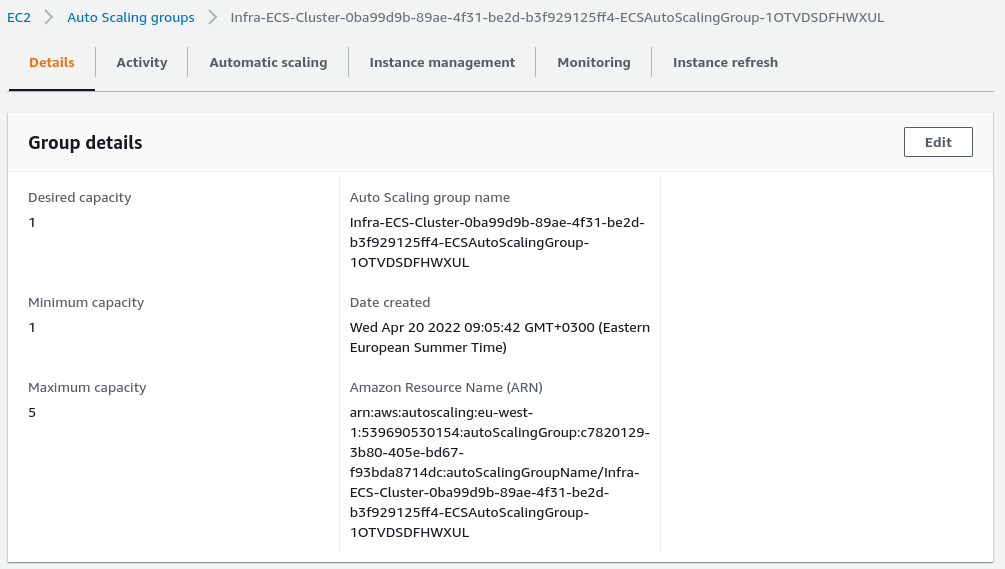 EC2 > Auto Scaling groups > Infra-ECS-Cluster-0ba99d9b-89ae-4f31-be2d-b3f929125ff4-ECSAutoScalingGroup-1OTVDSDFHWXUL
Details Activity Automatic scaling Instance management Monitoring Instance refresh
Group details
Edit
Desired capacity
1
Minimum capacity
1
Maximum capacity
5
Auto Scaling group name
Infra-ECS-Cluster-0ba99d9b-89ae-4f31-be2d-
b3f929125ff4-ECSAutoScalingGroup-
1OTVDSDFHWXUL
Date created
Wed Apr 20 2022 09:05:42 GMT+0300 (Eastern
European Summer Time)
Amazon Resource Name (ARN)
arn:aws:autoscaling:eu-west-
1:539690530154:autoScalingGroup:c7820129-
3b80-405e-bd67-
f93bda8714dc:autoScalingGroupName/Infra-
ECS-Cluster-0ba99d9b-89ae-4f31-be2d-
b3f929125ff4-ECSAutoScalingGroup-
1OTVDSDFHWXUL